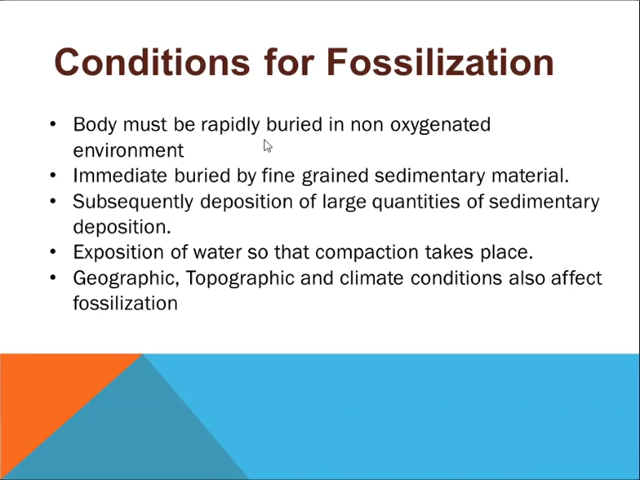 Conditions for Fossilization
• Body must be rapidly buried in non oxygenated
environment
• Immediate buried by fine grained sedimentary material.
• Subsequently deposition of large quantities of sedimentary
deposition.
• Exposition of water so that compaction takes place.
• Geographic, Topographic and climate conditions also affect
fossilization